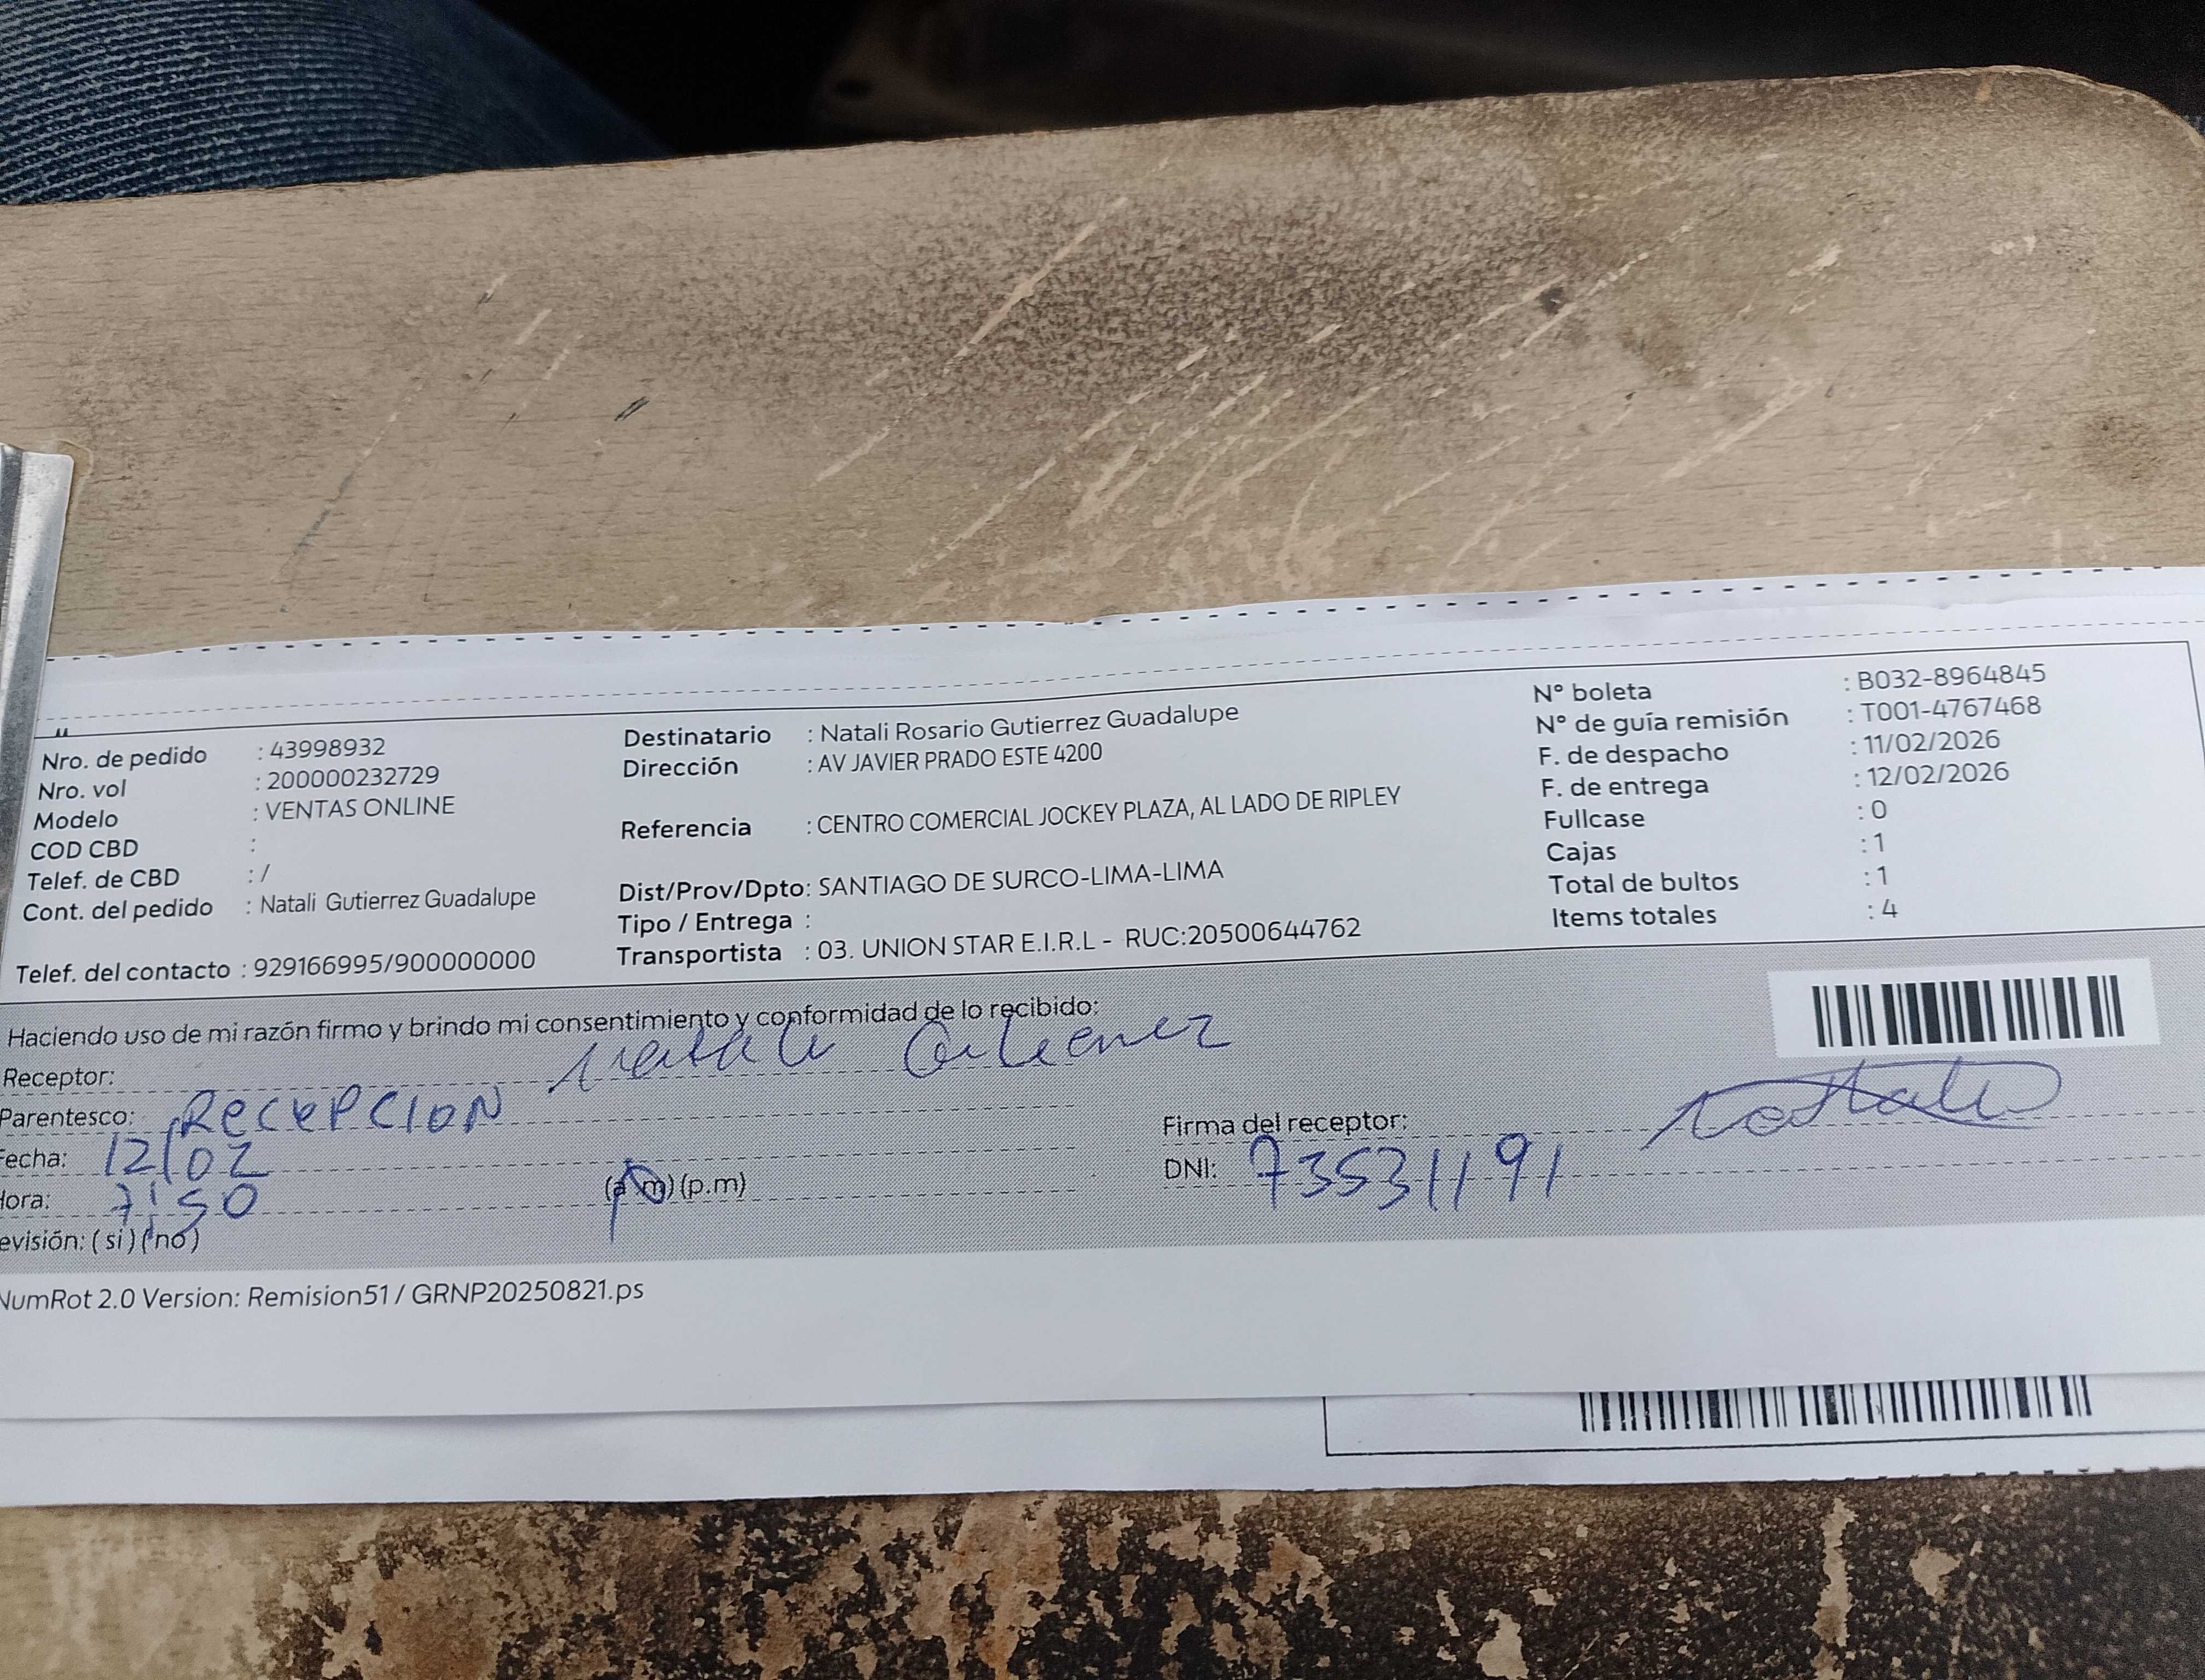 Nro. de pedido : 43998932
Nro. vol : 200000232729
Modelo : VENTAS ONLINE
COD CBD :
Telef. de CBD : /
Cont. del pedido : Natali Gutierrez Guadalupe
Telef. del contacto : 929166995/900000000
Destinatario : Natali Rosario Gutierrez Guadalupe
Dirección : AV JAVIER PRADO ESTE 4200
Referencia : CENTRO COMERCIAL JOCKEY PLAZA, AL LADO DE RIPLEY
Dist/Prov/Dpto: SANTIAGO DE SURCO-LIMA-LIMA
Tipo / Entrega :
Transportista : 03. UNION STAR E.I.R.L - RUC:20500644762
N° boleta : B032-8964845
N° de guía remisión : T001-4767468
F. de despacho : 11/02/2026
F. de entrega : 12/02/2026
Fullcase : 0
Cajas : 1
Total de bultos : 1
Items totales : 4
Haciendo uso de mi razón firmo y brindo mi consentimiento y conformidad de lo recibido:
Receptor: Natali Gutierrez
Parentesco: RECEPCION
Fecha: 12/02
Hora: 7:50 (a.m) (p.m)
evisión: ( si ) ( no )
Firma del receptor: Natali
DNI: 73531191
NumRot 2.0 Version: Remision51 / GRNP20250821.ps